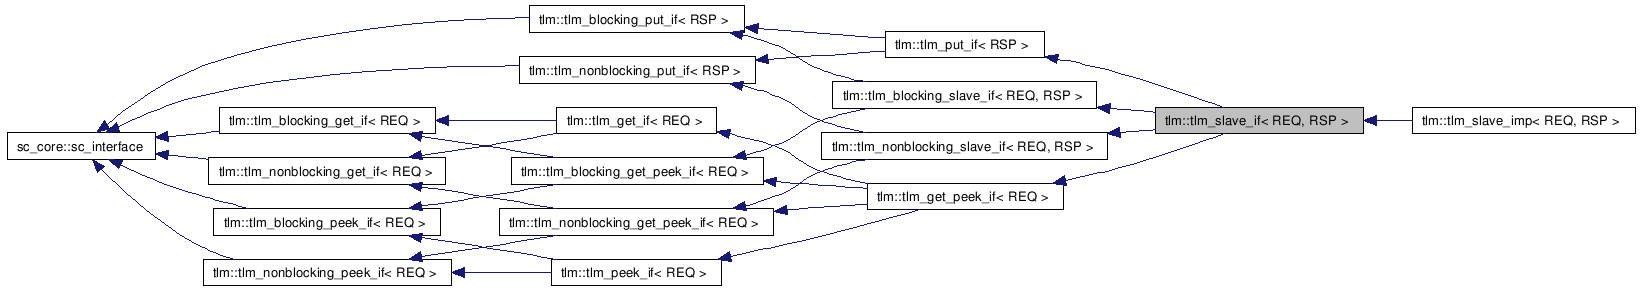 tlm::tlm_blocking_put_if< RSP >
tlm::tlm_put_if< RSP >
tlm::tlm_nonblocking_put_if< RSP >
tlm::tlm_blocking_slave_if< REQ, RSP >
tlm::tlm_blocking_get_if< REQ >
tlm::tlm_get_if< REQ >
tlm::tlm_slave_if< REQ, RSP >
tlm::tlm_slave_imp< REQ, RSP >
sc_core::sc_interface
tlm::tlm_nonblocking_slave_if< REQ, RSP >
tlm::tlm_nonblocking_get_if< REQ >
tlm::tlm_blocking_get_peek_if< REQ >
tlm::tlm_get_peek_if< REQ >
tlm::tlm_blocking_peek_if< REQ >
tlm::tlm_nonblocking_get_peek_if< REQ >
tlm::tlm_nonblocking_peek_if< REQ >
tlm::tlm_peek_if< REQ >